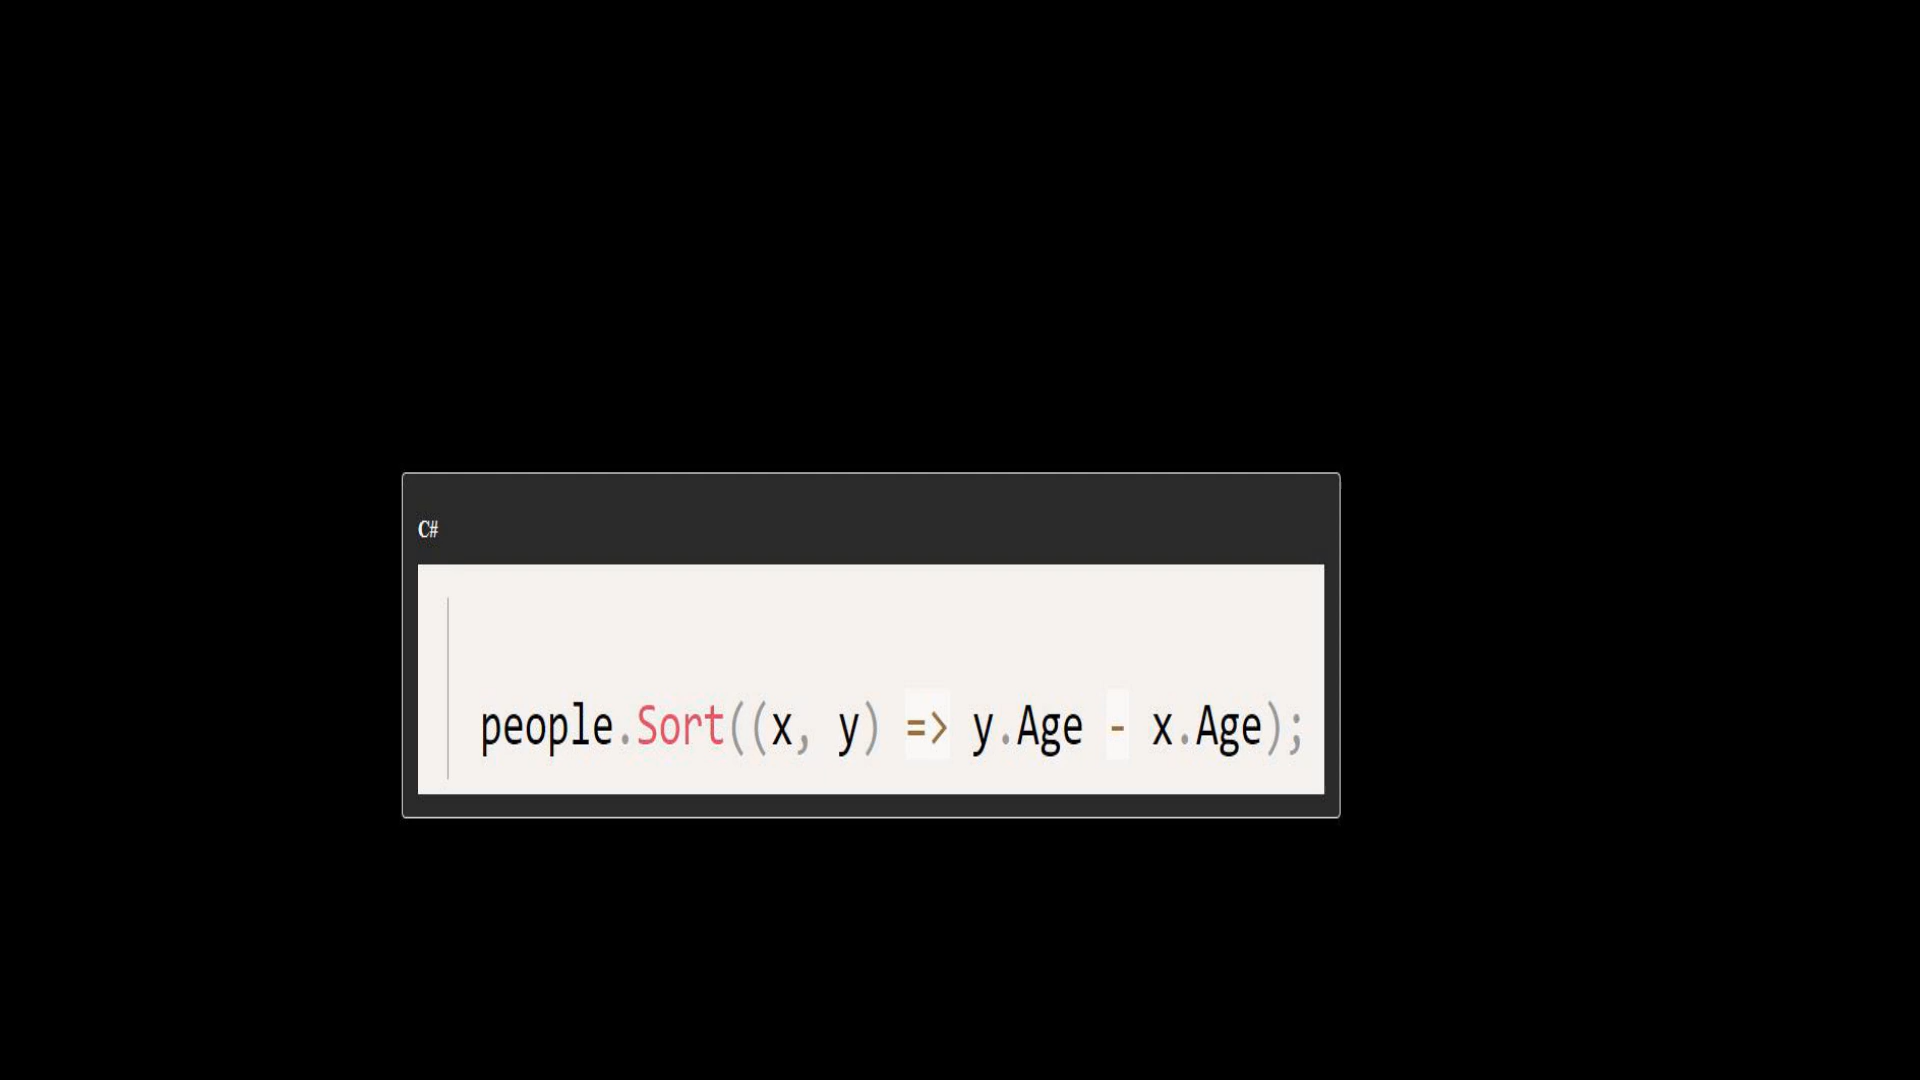 C#
people.Sort((x, y) => y.Age - x.Age);